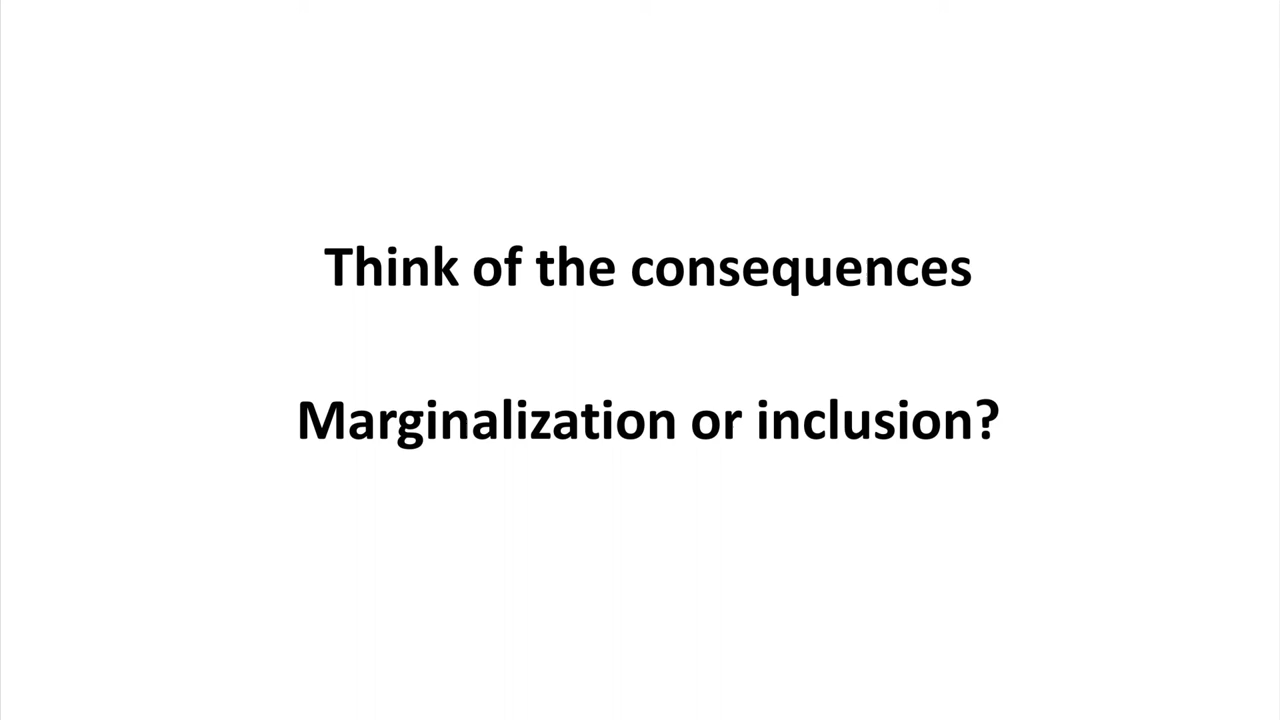 Think of the consequences
Marginalization or inclusion?